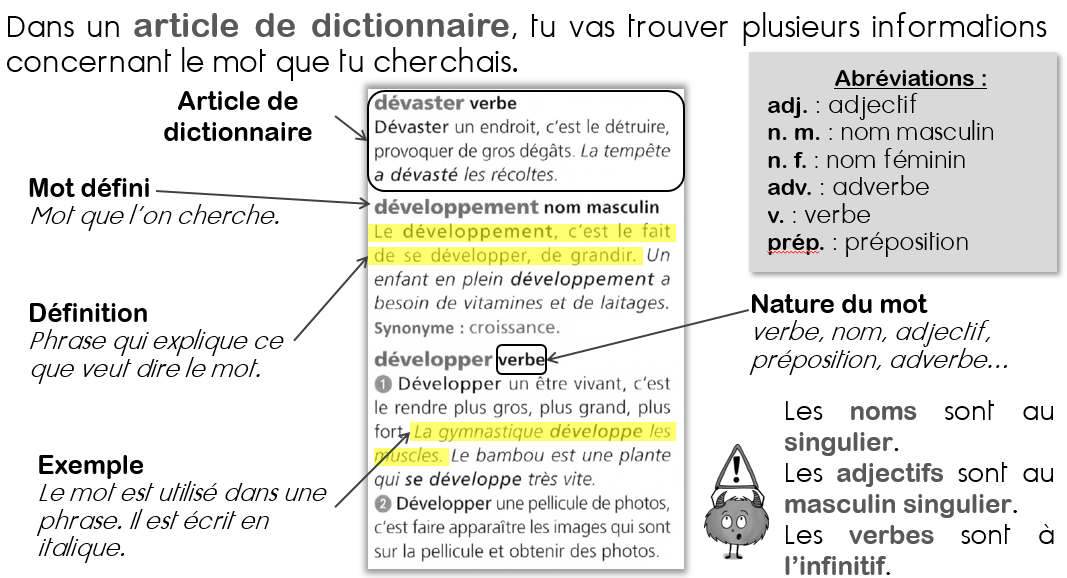 Dans un article de dictionnaire, tu vas trouver plusieurs informations
concernant le mot que tu cherchais.
Article de
dictionnaire
Mot défini
Mot que l'on cherche.
Définition
Phrase qui explique ce
que veut dire le mot.
Exemple
Le mot est utilisé dans une
phrase. Il est écrit en
italique.
dévaster verbe
Dévaster un endroit, c'est le détruire,
provoquer de gros dégâts. La tempête
a dévasté les récoltes.
développement nom masculin
Le développement, c'est le fait
de se développer, de grandir. Un
enfant en plein développement a
besoin de vitamines et de laitages.
Synonyme : croissance.
développer verbe
1 Développer un être vivant, c'est
le rendre plus gros, plus grand, plus
fort. La gymnastique développe les
muscles. Le bambou est une plante
qui se développe très vite.
2 Développer une pellicule de photos,
c'est faire apparaître les images qui sont
sur la pellicule et obtenir des photos.
Abréviations :
adj. : adjectif
n. m. : nom masculin
n. f. : nom féminin
adv. : adverbe
v. : verbe
prép. : préposition
Nature du mot
verbe, nom, adjectif,
préposition, adverbe...
Les noms sont au
singulier.
Les adjectifs sont au
masculin singulier.
Les verbes sont à
l'infinitif.